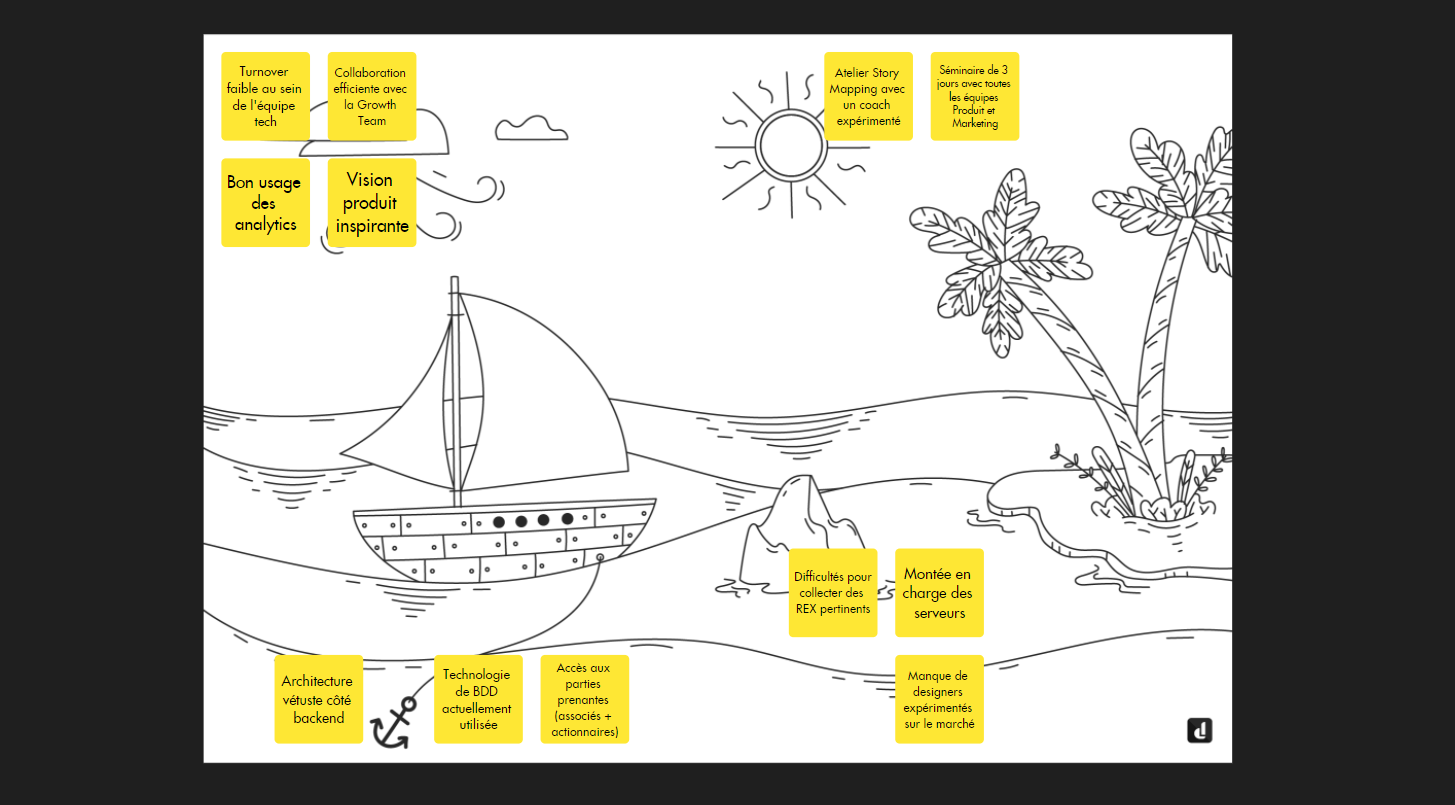 Turnover
faible au sein
de l'équipe
tech
Collaboration
efficiente avec
la Growth
Team
Bon usage
des
analytics
Vision
produit
inspirante
Atelier Story
Mapping avec
un coach
expérimenté
Séminaire de 3
jours avec toutes
les équipes
Produit et
Marketing
Difficultés pour
collecter des
REX pertinents
Montée en
charge des
serveurs
Architecture
vétuste côté
backend
Technologie
de BDD
actuellement
utilisée
Accès aux
parties
prenantes
(associés +
actionnaires)
Manque de
designers
expérimentés
sur le marché